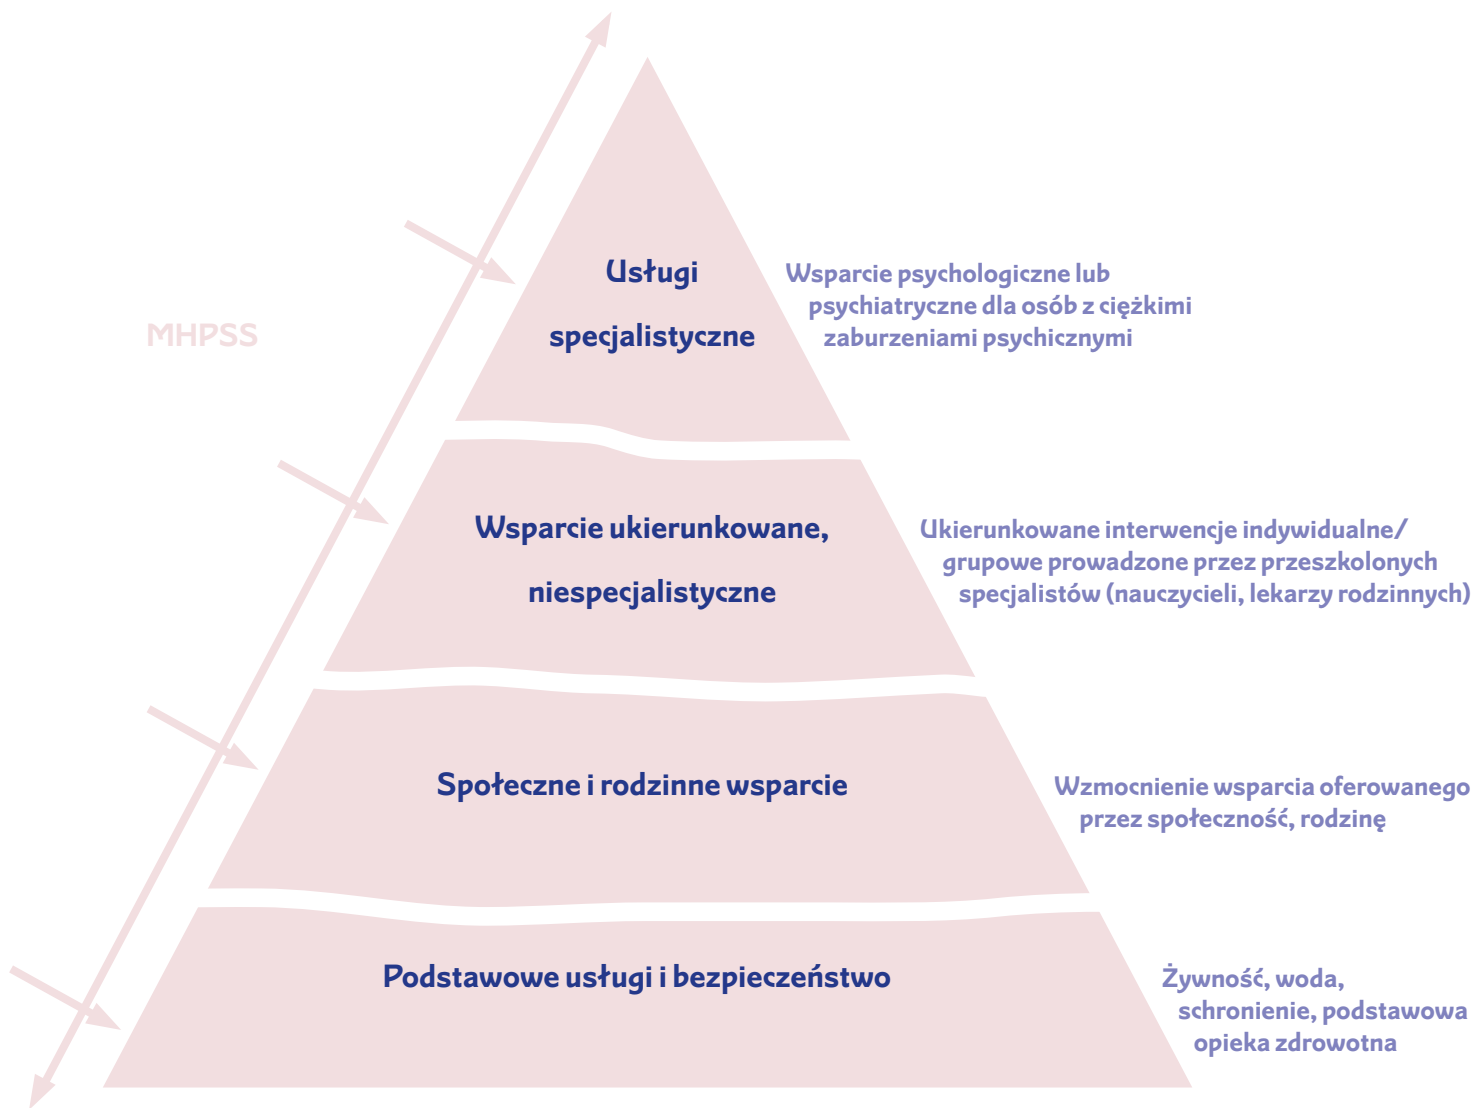 Usługi
specjalistyczne
Wsparcie psychologiczne lub
psychiatryczne dla osób z ciężkimi
zaburzeniami psychicznymi
MHPSS
Wsparcie ukierunkowane,
niespecjalistyczne
Ukierunkowane interwencje indywidualne/
grupowe prowadzone przez przeszkolonych
specjalistów (nauczycieli, lekarzy rodzinnych)
Społeczne i rodzinne wsparcie
Wzmocnienie wsparcia oferowanego
przez społeczność, rodzinę
Podstawowe usługi i bezpieczeństwo
Żywność, woda,
schronienie, podstawowa
opieka zdrowotna